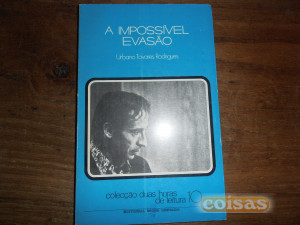 A IMPOSSÍVEL
EVASÃO
Urbano Tavares Rodrigues
colecção duas horas
de leitura 10
coisas